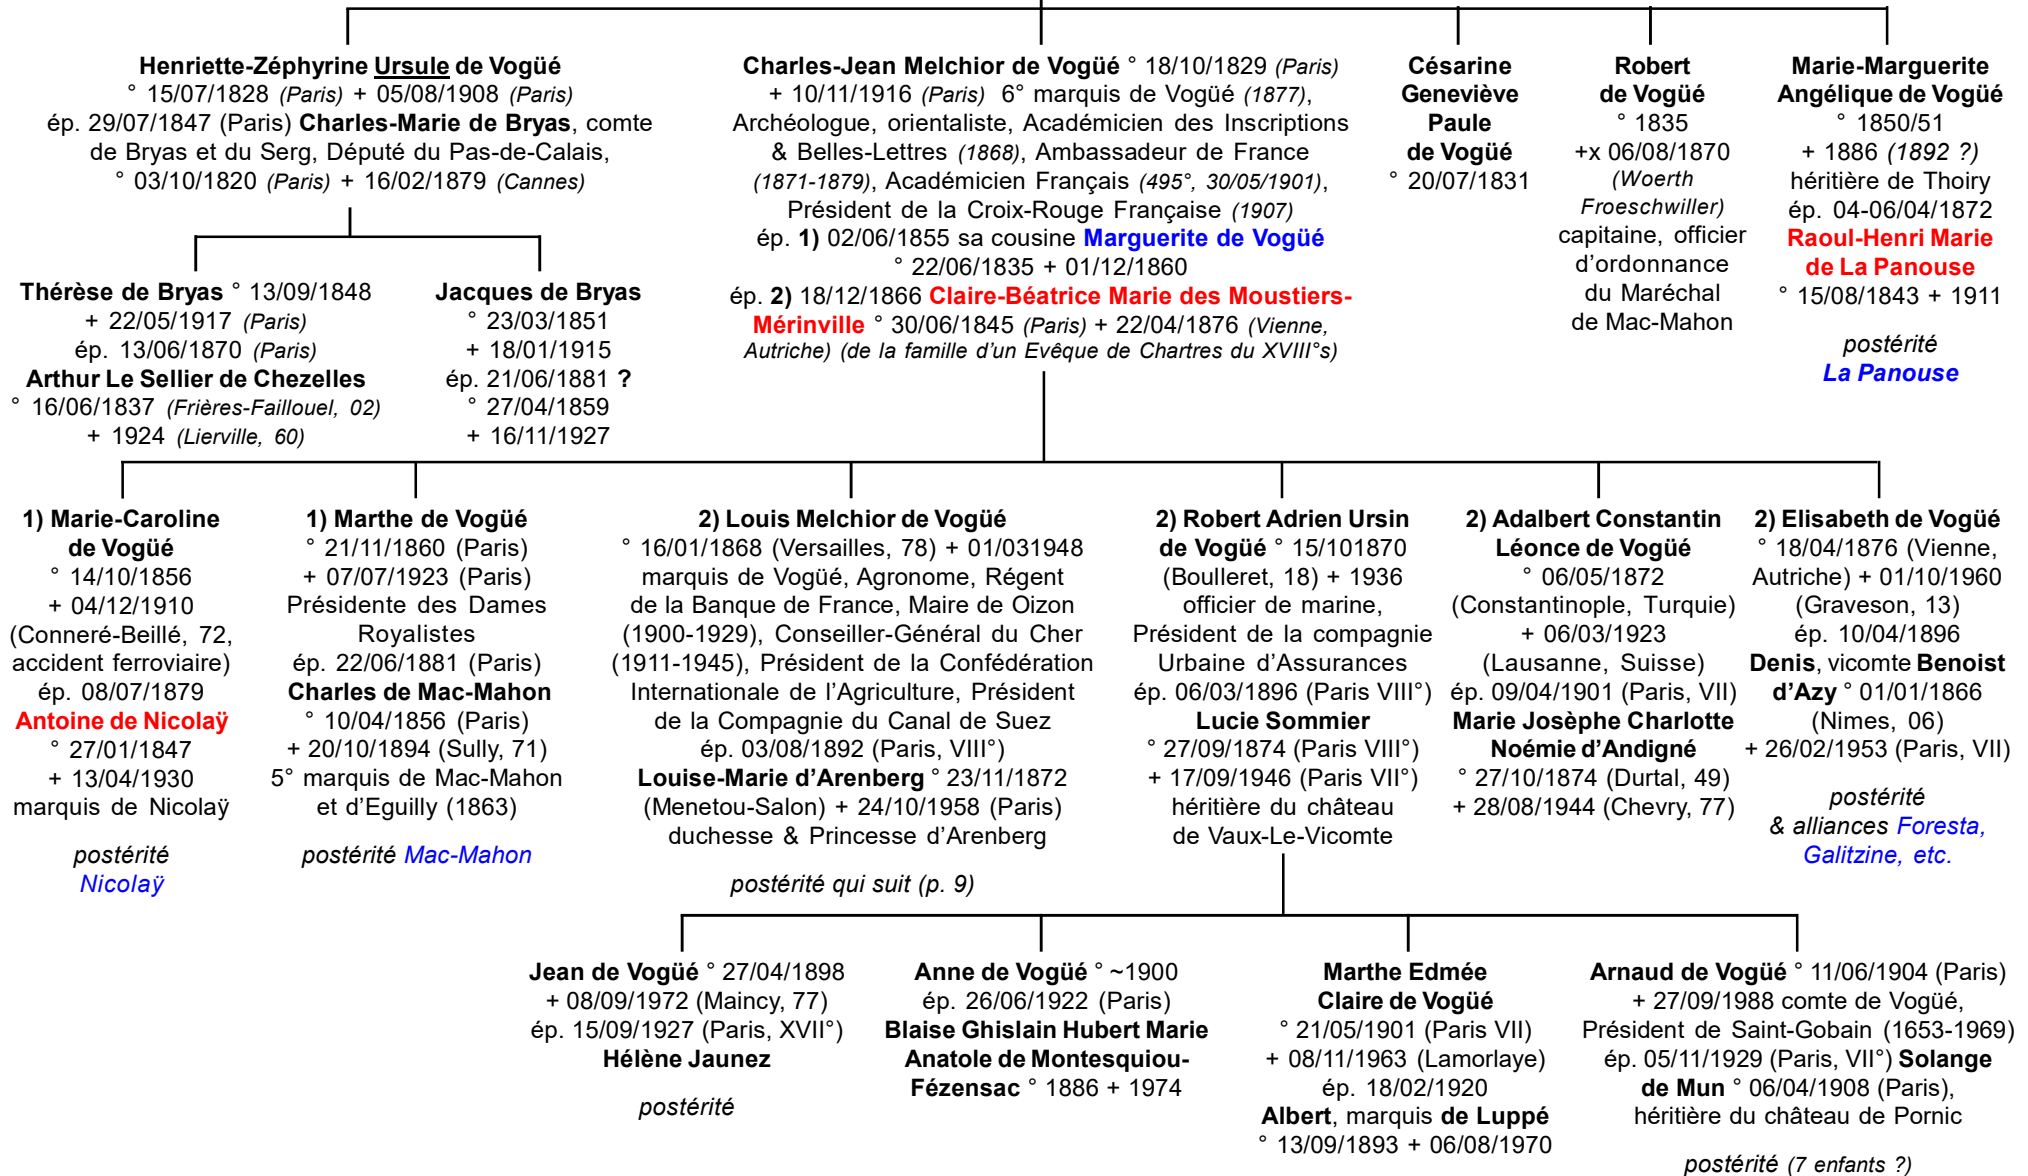 Henriette-Zéphyrine Ursule de Vogüé
° 15/07/1828 (Paris) + 05/08/1908 (Paris)
ép. 29/07/1847 (Paris) Charles-Marie de Bryas, comte
de Bryas et du Serg, Député du Pas-de-Calais,
° 03/10/1820 (Paris) + 16/02/1879 (Cannes)
Charles-Jean Melchior de Vogüé ° 18/10/1829 (Paris)
+ 10/11/1916 (Paris) 6° marquis de Vogüé (1877),
Archéologue, orientaliste, Académicien des Inscriptions
& Belles-Lettres (1868), Ambassadeur de France
(1871-1879), Académicien Français (495°, 30/05/1901),
Président de la Croix-Rouge Française (1907)
ép. 1) 02/06/1855 sa cousine Marguerite de Vogüé
° 22/06/1835 + 01/12/1860
ép. 2) 18/12/1866 Claire-Béatrice Marie des Moustiers-
Mérinville ° 30/06/1845 (Paris) + 22/04/1876 (Vienne,
Autriche) (de la famille d'un Evêque de Chartres du XVIII°s)
Césarine
Geneviève
Paule
de Vogüé
° 20/07/1831
Robert
de Vogüé
° 1835
+x 06/08/1870
(Woerth
Froeschwiller)
capitaine, officier
d'ordonnance
du Maréchal
de Mac-Mahon
Marie-Marguerite
Angélique de Vogüé
° 1850/51
+ 1886 (1892 ?)
héritière de Thoiry
ép. 04-06/04/1872
Raoul-Henri Marie
de La Panouse
° 15/08/1843 + 1911
postérité
La Panouse
Thérèse de Bryas ° 13/09/1848
+ 22/05/1917 (Paris)
ép. 13/06/1870 (Paris)
Arthur Le Sellier de Chezelles
° 16/06/1837 (Frières-Faillouel, 02)
+ 1924 (Lierville, 60)
Jacques de Bryas
° 23/03/1851
+ 18/01/1915
ép. 21/06/1881 ?
° 27/04/1859
+ 16/11/1927
1) Marie-Caroline
de Vogüé
° 14/10/1856
+ 04/12/1910
(Conneré-Beillé, 72,
accident ferroviaire)
ép. 08/07/1879
Antoine de Nicolaÿ
° 27/01/1847
+ 13/04/1930
marquis de Nicolaÿ
postérité
Nicolaÿ
1) Marthe de Vogüé
° 21/11/1860 (Paris)
+ 07/07/1923 (Paris)
Présidente des Dames
Royalistes
ép. 22/06/1881 (Paris)
Charles de Mac-Mahon
° 10/04/1856 (Paris)
+ 20/10/1894 (Sully, 71)
5° marquis de Mac-Mahon
et d'Eguilly (1863)
postérité Mac-Mahon
2) Louis Melchior de Vogüé
° 16/01/1868 (Versailles, 78) + 01/031948
marquis de Vogüé, Agronome, Régent
de la Banque de France, Maire de Oizon
(1900-1929), Conseiller-Général du Cher
(1911-1945), Président de la Confédération
Internationale de l'Agriculture, Président
de la Compagnie du Canal de Suez
ép. 03/08/1892 (Paris, VIII°)
Louise-Marie d'Arenberg ° 23/11/1872
(Menetou-Salon) + 24/10/1958 (Paris)
duchesse & Princesse d'Arenberg
postérité qui suit (p. 9)
2) Robert Adrien Ursin
de Vogüé ° 15/101870
(Boulleret, 18) + 1936
officier de marine,
Président de la compagnie
Urbaine d'Assurances
ép. 06/03/1896 (Paris VIII°)
Lucie Sommier
° 27/09/1874 (Paris VIII°)
+ 17/09/1946 (Paris VII°)
héritière du château
de Vaux-Le-Vicomte
2) Adalbert Constantin
Léonce de Vogüé
° 06/05/1872
(Constantinople, Turquie)
+ 06/03/1923
(Lausanne, Suisse)
ép. 09/04/1901 (Paris, VII)
Marie Josèphe Charlotte
Noémie d'Andigné
° 27/10/1874 (Durtal, 49)
+ 28/08/1944 (Chevry, 77)
2) Elisabeth de Vogüé
° 18/04/1876 (Vienne,
Autriche) + 01/10/1960
(Graveson, 13)
ép. 10/04/1896
Denis, vicomte Benoist
d'Azy ° 01/01/1866
(Nimes, 06)
+ 26/02/1953 (Paris, VII)
postérité
& alliances Foresta,
Galitzine, etc.
Jean de Vogüé ° 27/04/1898
+ 08/09/1972 (Maincy, 77)
ép. 15/09/1927 (Paris, XVII°)
Hélène Jaunez
postérité
Anne de Vogüé ° ~1900
ép. 26/06/1922 (Paris)
Blaise Ghislain Hubert Marie
Anatole de Montesquiou-
Fézensac ° 1886 + 1974
Marthe Edmée
Claire de Vogüé
° 21/05/1901 (Paris VII)
+ 08/11/1963 (Lamorlaye)
ép. 18/02/1920
Albert, marquis de Luppé
° 13/09/1893 + 06/08/1970
Arnaud de Vogüé ° 11/06/1904 (Paris)
+ 27/09/1988 comte de Vogüé,
Président de Saint-Gobain (1653-1969)
ép. 05/11/1929 (Paris, VII°) Solange
de Mun ° 06/04/1908 (Paris),
héritière du château de Pornic
postérité (7 enfants ?)